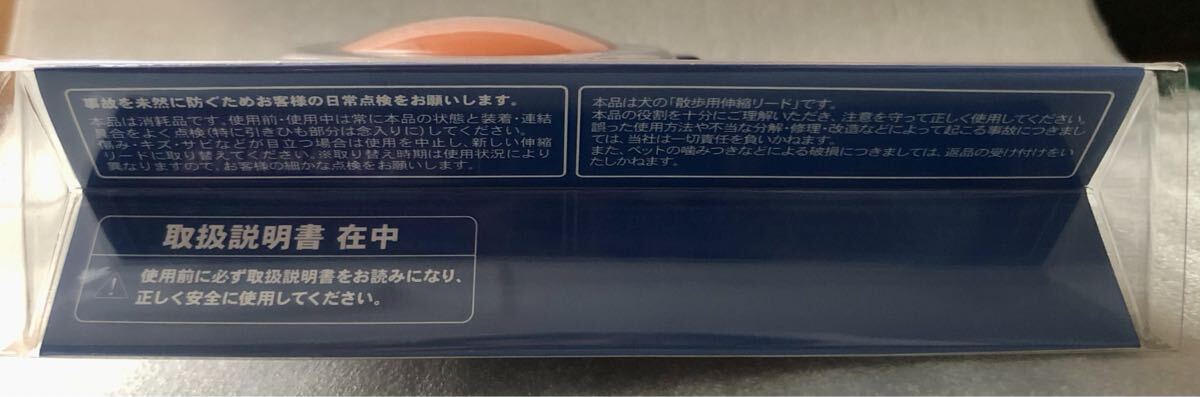 事故を未然に防ぐためお客様の日常点検をお願いします。
本品は消耗品です。使用前・使用中は常に本品の状態と装着・連結
具合をよく点検(特に引きひも部分は念入りに)してください。
傷み・キズ・サビなどが目立つ場合は使用を中止し、新しい伸縮
リードに取り替えてください。※取り替え時期は使用状況により
異なりますので、お客様の細かな点検をお願いします。
本品は犬の「散歩用伸縮リード」です。
本品の役割を十分にご理解いただき、注意を守って正しく使用してください。
誤った使用方法や不当な分解・修理・改造などによって起こる事故につきまし
ては、当社は一切責任を負いかねます。
また、ペットの噛みつきなどによる破損につきましては、返品の受け付けをい
たしかねます。
取扱説明書 在中
使用前に必ず取扱説明書をお読みになり、
正しく安全に使用してください。